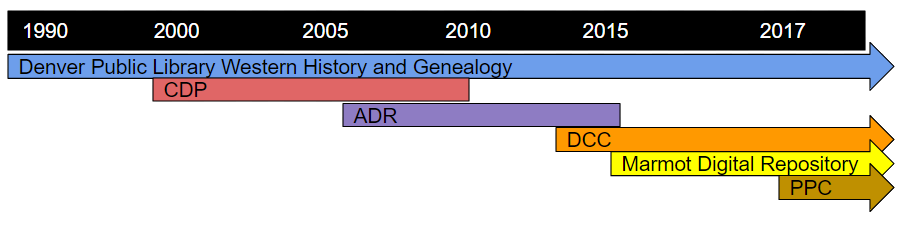 1990 2000 2005 2010 2015 2017
Denver Public Library Western History and Genealogy
CDP
ADR
DCC
Marmot Digital Repository
PPC